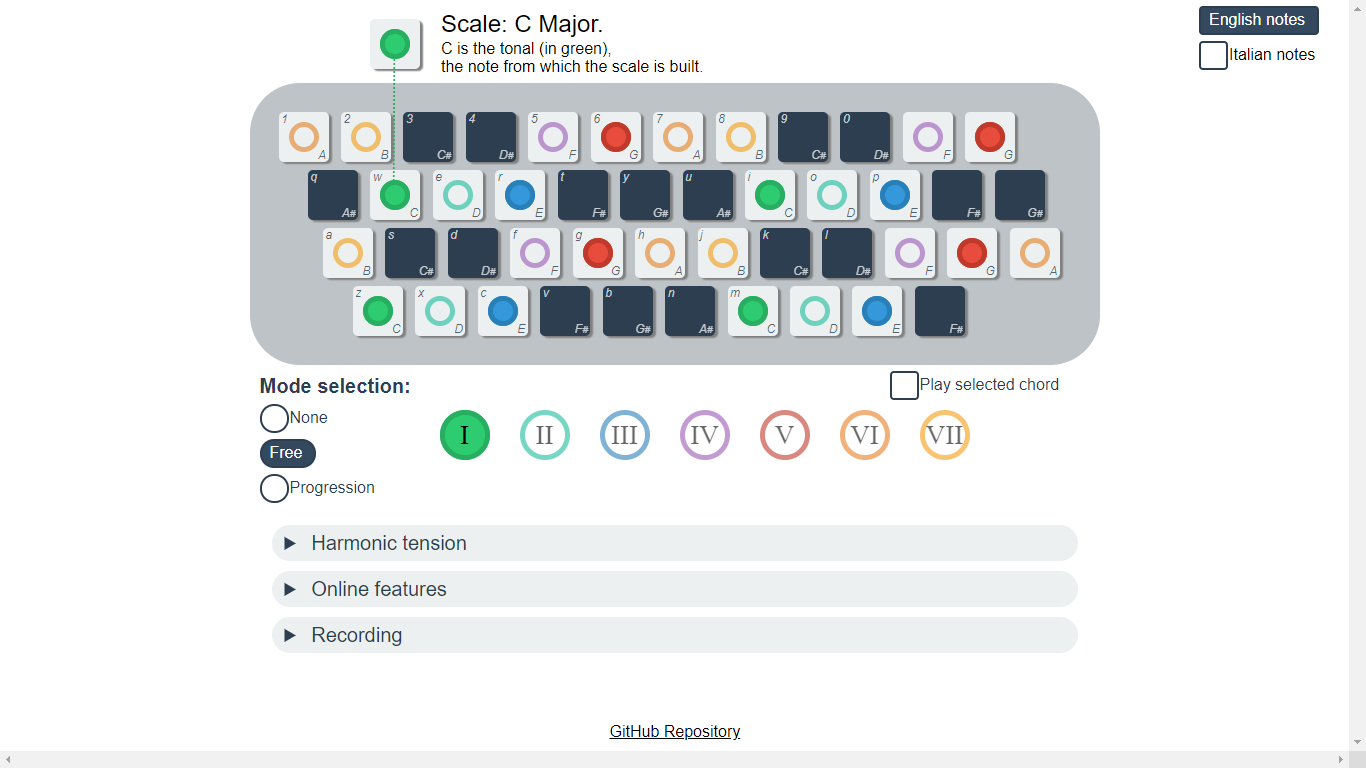 Scale: C Major.
C is the tonal (in green),
the note from which the scale is built.
English notes
Italian notes
1 A 2 B 3 C# 4 D# 5 F 6 G 7 A 8 B 9 C# 0 D# F G
q A# w C e D r E t F# y G# u A# i C o D p E F# G#
a B s C# d D# f F g G h A j B k C# l D# F G A
z C x D c E v F# b G# n A# m C D E F#
Mode selection:
Play selected chord
None
Free
Progression
I II III IV V VI VII
Harmonic tension
Online features
Recording
GitHub Repository